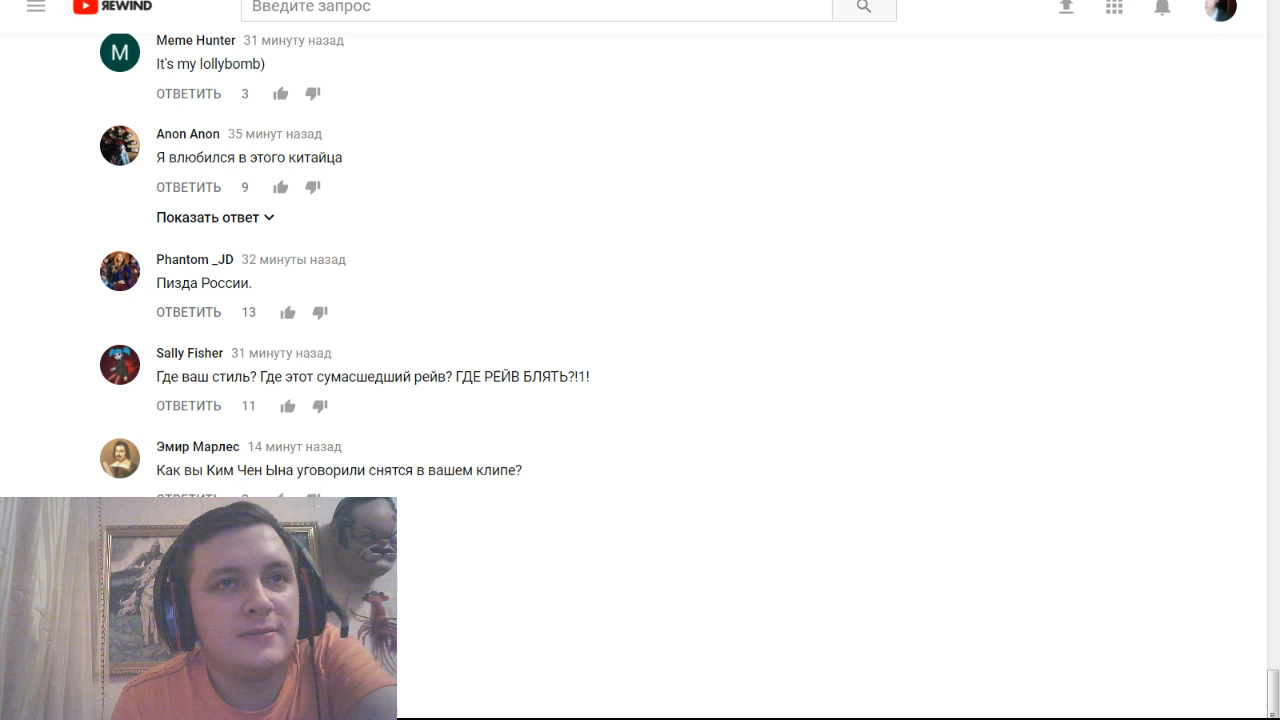 ЯEWIND
Введите запрос
Meme Hunter 31 минуту назад
It's my lollybomb)
ОТВЕТИТЬ 3
Anon Anon 35 минут назад
Я влюбился в этого китайца
ОТВЕТИТЬ 9
Показать ответ
Phantom _JD 32 минуты назад
Пизда России.
ОТВЕТИТЬ 13
Sally Fisher 31 минуту назад
Где ваш стиль? Где этот сумасшедший рейв? ГДЕ РЕЙВ БЛЯТЬ?!1!
ОТВЕТИТЬ 11
Эмир Марлес 14 минут назад
Как вы Ким Чен Ына уговорили снятся в вашем клипе?
ОТВЕТИТЬ
M